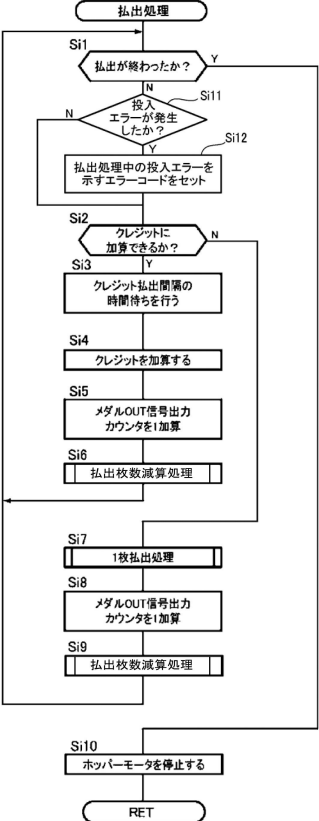 払出処理
Si1
払出が終わったか?
Y
N
Si11
投入
エラーが発生
したか?
N
Y
Si12
払出処理中の投入エラーを
示すエラーコードをセット
Si2
クレジットに
加算できるか?
N
Y
Si3
クレジット払出間隔の
時間待ちを行う
Si4
クレジットを加算する
Si5
メダルOUT信号出力
カウンタを1加算
Si6
払出枚数減算処理
Si7
1枚払出処理
Si8
メダルOUT信号出力
カウンタを1加算
Si9
払出枚数減算処理
Si10
ホッパーモータを停止する
RET